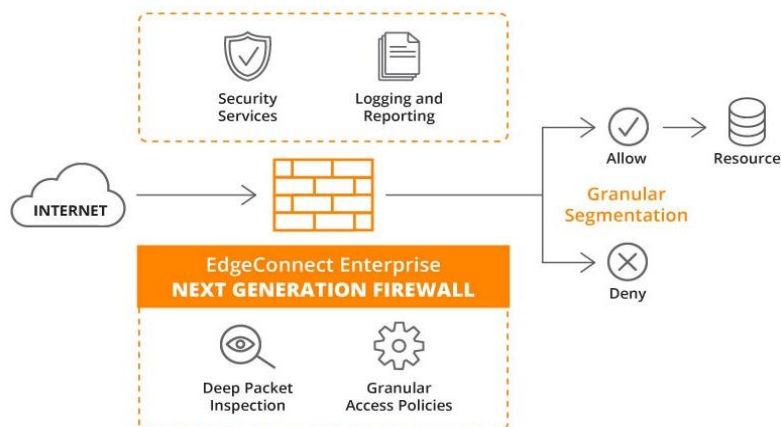 Security
Services
Logging and
Reporting
INTERNET
Allow
Resource
Granular
Segmentation
Deny
EdgeConnect Enterprise
NEXT GENERATION FIREWALL
Deep Packet
Inspection
Granular
Access Policies